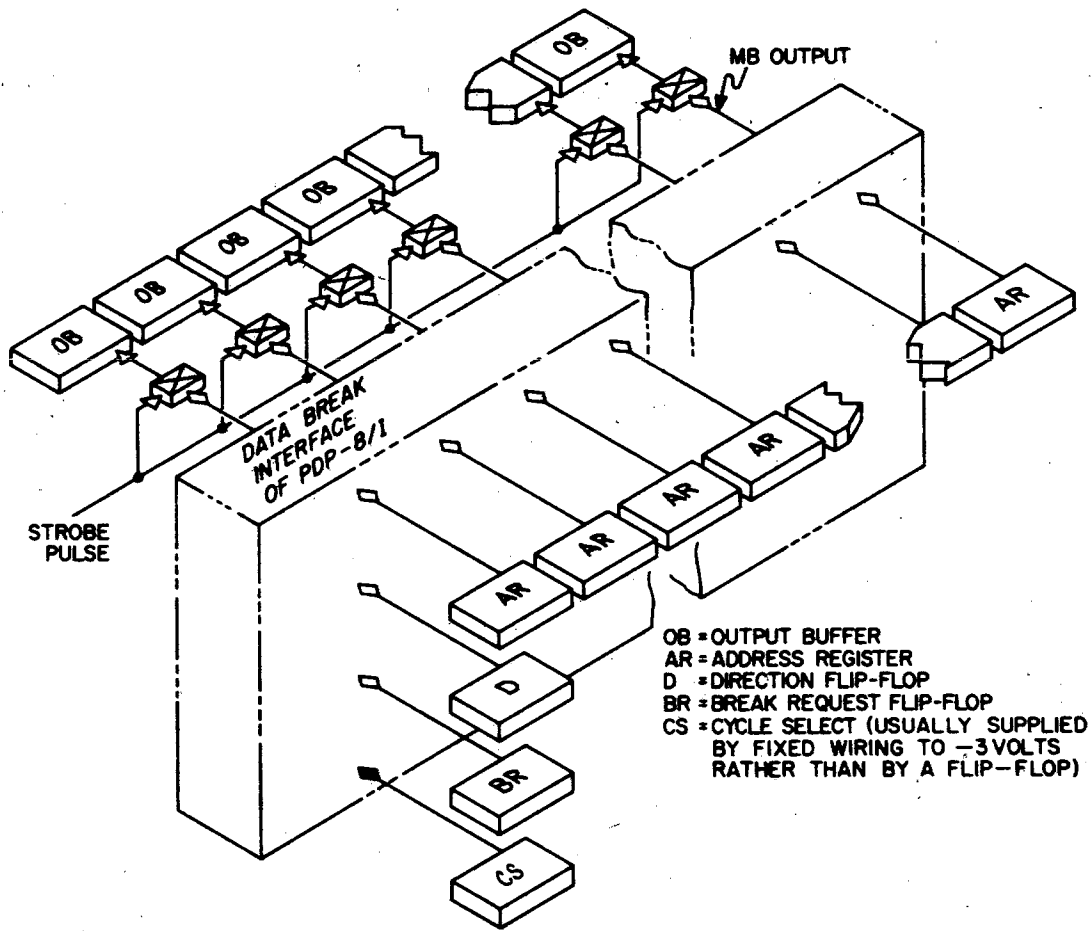 OB
MB OUTPUT
OB
OB
OB
OB
AR
DATA BREAK
INTERFACE
OF PDP-8/I
STROBE
PULSE
AR
AR
AR
AR
D
BR
CS
OB = OUTPUT BUFFER
AR = ADDRESS REGISTER
D = DIRECTION FLIP-FLOP
BR = BREAK REQUEST FLIP-FLOP
CS = CYCLE SELECT (USUALLY SUPPLIED
BY FIXED WIRING TO -3 VOLTS
RATHER THAN BY A FLIP-FLOP)